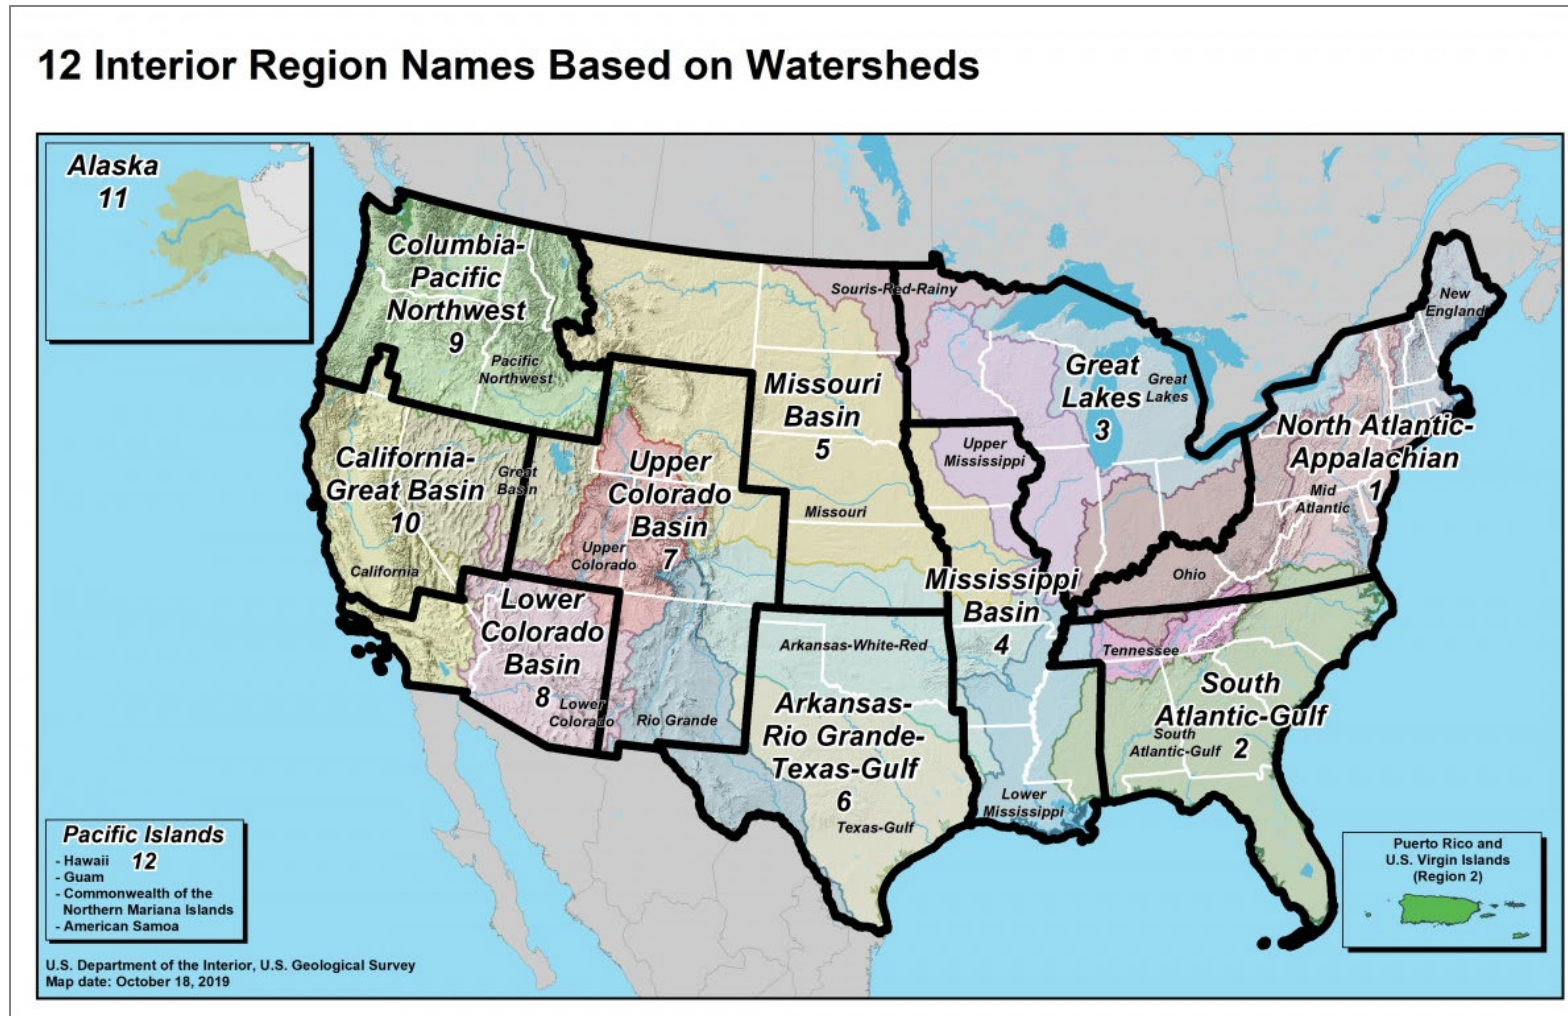 12 Interior Region Names Based on Watersheds
Alaska
11
Columbia-
Pacific
Northwest
9
Pacific
Northwest
Souris-Red-Rainy
Missouri
Basin
5
Missouri
Great
Lakes
3
Great
Lakes
Upper
Mississippi
New
England
North Atlantic-
Appalachian
1
Mid
Atlantic
California-
Great Basin
10
Great
Basin
California
Upper
Colorado
Basin
7
Upper
Colorado
Lower
Colorado
Basin
8
Lower
Colorado
Rio Grande
Mississippi
Basin
4
Ohio
Tennessee
Arkansas-White-Red
Arkansas-
Rio Grande-
Texas-Gulf
6
Texas-Gulf
Lower
Mississippi
South
Atlantic-Gulf
2
South
Atlantic-Gulf
Pacific Islands
12
- Hawaii
- Guam
- Commonwealth of the
Northern Mariana Islands
- American Samoa
Puerto Rico and
U.S. Virgin Islands
(Region 2)
U.S. Department of the Interior, U.S. Geological Survey
Map date: October 18, 2019